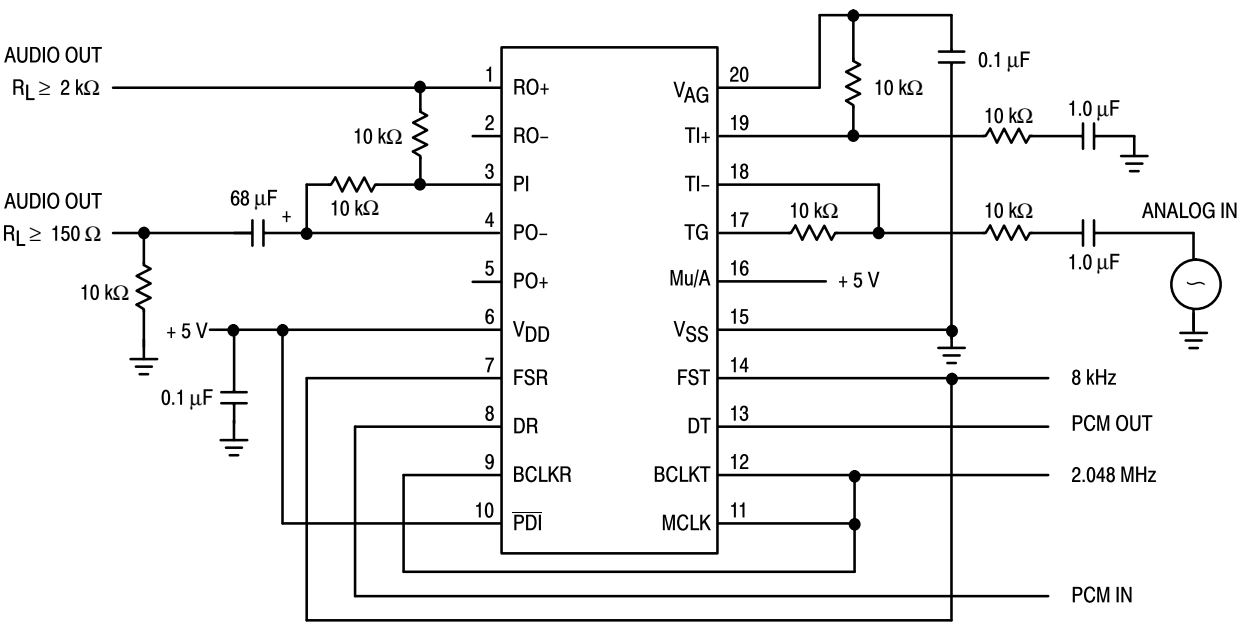 AUDIO OUT
RL ≥ 2 kΩ
AUDIO OUT
RL ≥ 150 Ω
10 kΩ
68 µF
+
10 kΩ
10 kΩ
+ 5 V
0.1 µF
1 RO+
2 RO–
3 PI
4 PO–
5 PO+
6 VDD
7 FSR
8 DR
9 BCLKR
10 PDI
VAG 20
TI+ 19
TI– 18
TG 17
Mu/A 16
VSS 15
FST 14
DT 13
BCLKT 12
MCLK 11
10 kΩ
0.1 µF
10 kΩ
1.0 µF
10 kΩ
10 kΩ
1.0 µF
ANALOG IN
+ 5 V
8 kHz
PCM OUT
2.048 MHz
PCM IN